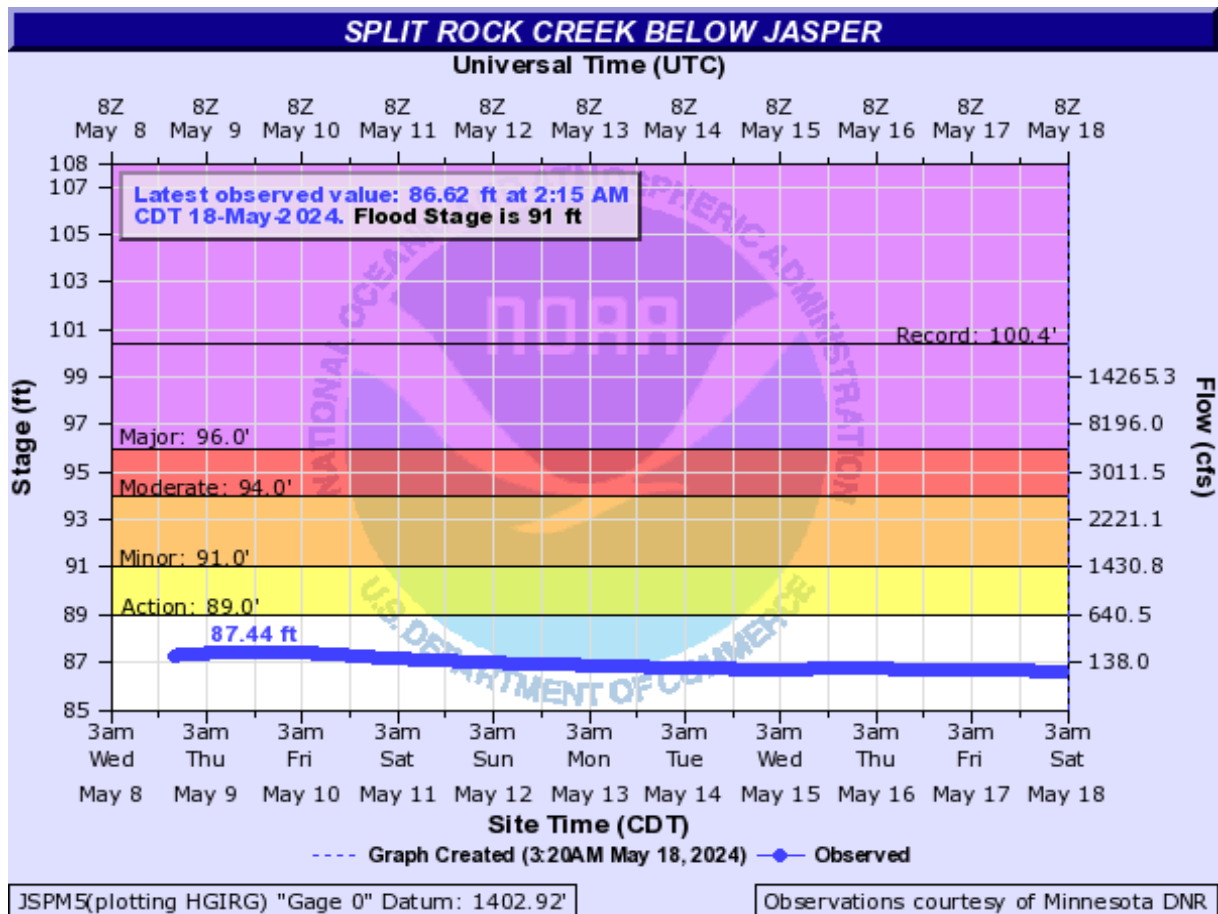 SPLIT ROCK CREEK BELOW JASPER
Universal Time (UTC)
8Z 8Z 8Z 8Z 8Z 8Z 8Z 8Z 8Z 8Z 8Z
May 8 May 9 May 10 May 11 May 12 May 13 May 14 May 15 May 16 May 17 May 18
Latest observed value: 86.62 ft at 2:15 AM
CDT 18-May-2024. Flood Stage is 91 ft
NATIONAL OCEANIC AND ATMOSPHERIC ADMINISTRATION
NOAA
U.S. DEPARTMENT OF COMMERCE
Stage (ft)
108
107
105
103
101
99
97
95
93
91
89
87
85
Record: 100.4'
Major: 96.0'
Moderate: 94.0'
Minor: 91.0'
Action: 89.0'
87.44 ft
14265.3
8196.0
3011.5
2221.1
1430.8
640.5
138.0
Flow (cfs)
3am 3am 3am 3am 3am 3am 3am 3am 3am 3am 3am
Wed Thu Fri Sat Sun Mon Tue Wed Thu Fri Sat
May 8 May 9 May 10 May 11 May 12 May 13 May 14 May 15 May 16 May 17 May 18
Site Time (CDT)
Graph Created (3:20AM May 18, 2024) Observed
JSPM5(plotting HGIRG) "Gage 0" Datum: 1402.92'
Observations courtesy of Minnesota DNR